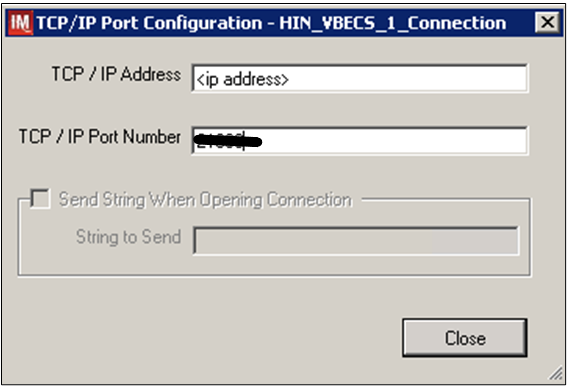 IM TCP/IP Port Configuration - HIN_VBECS_1_Connection
TCP / IP Address <ip address>
TCP / IP Port Number
Send String When Opening Connection
String to Send
Close